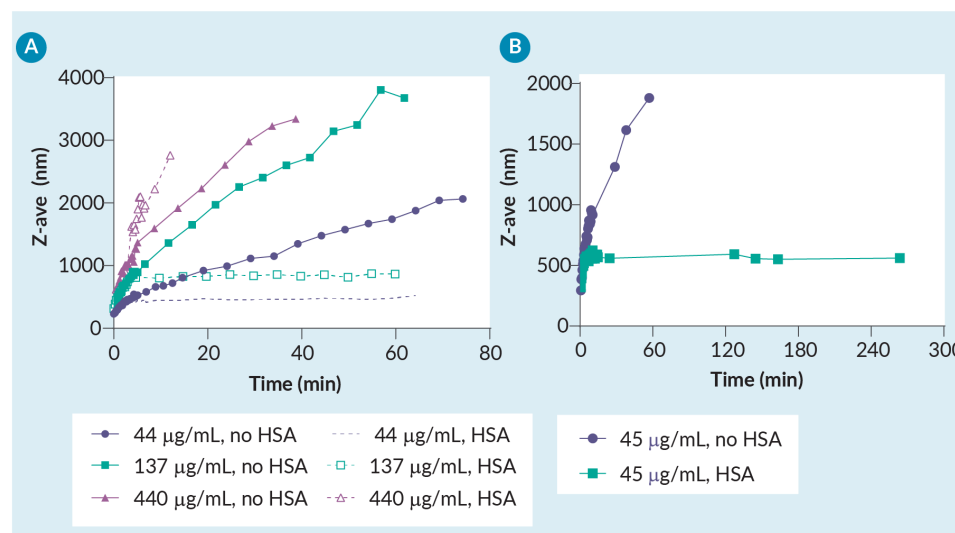 A
4000
3000
2000
1000
0
Z-ave (nm)
0 20 40 60 80
Time (min)
44 µg/mL, no HSA
44 µg/mL, HSA
137 µg/mL, no HSA
137 µg/mL, HSA
440 µg/mL, no HSA
440 µg/mL, HSA
B
2000
1500
1000
500
0
Z-ave (nm)
0 60 120 180 240 300
Time (min)
45 µg/mL, no HSA
45 µg/mL, HSA